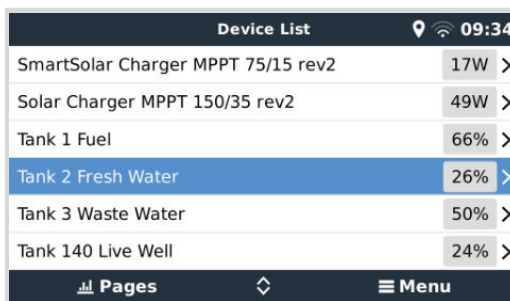 Device List 09:34
SmartSolar Charger MPPT 75/15 rev2 17W
Solar Charger MPPT 150/35 rev2 49W
Tank 1 Fuel 66%
Tank 2 Fresh Water 26%
Tank 3 Waste Water 50%
Tank 140 Live Well 24%
Pages Menu